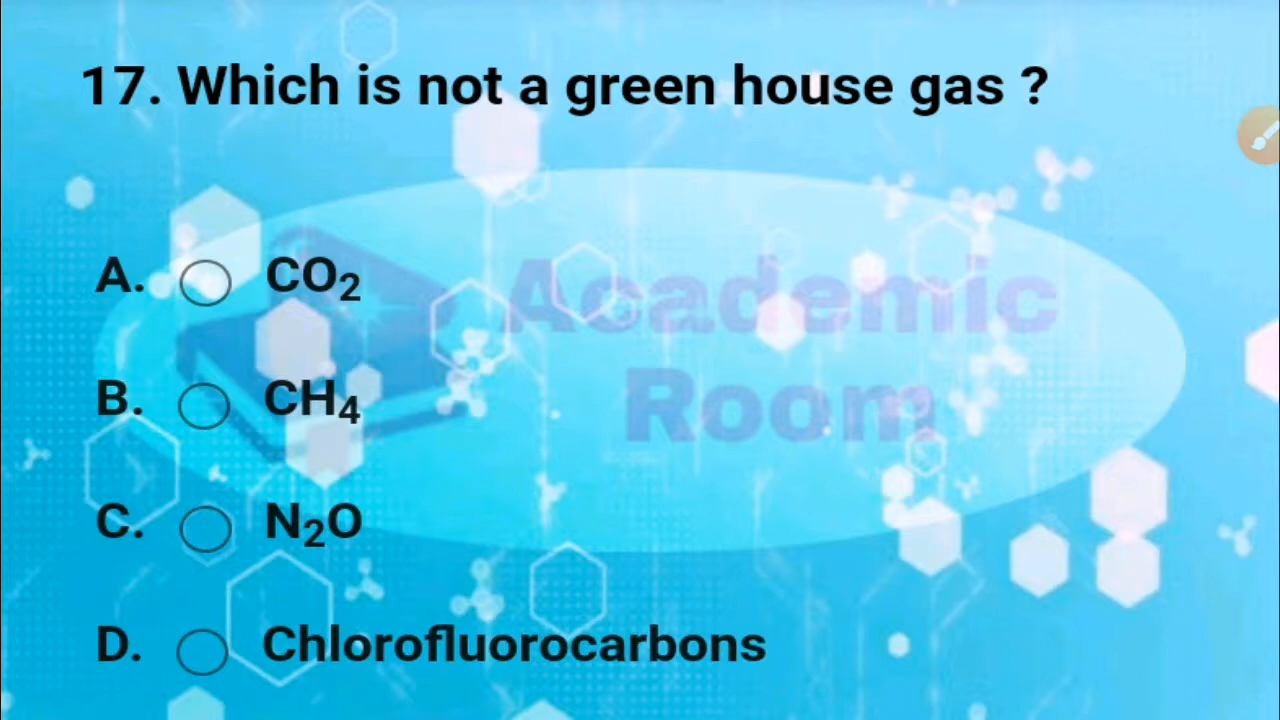 17. Which is not a green house gas ?
Academic
Room
A. CO₂
B. CH₄
C. N₂O
D. Chlorofluorocarbons